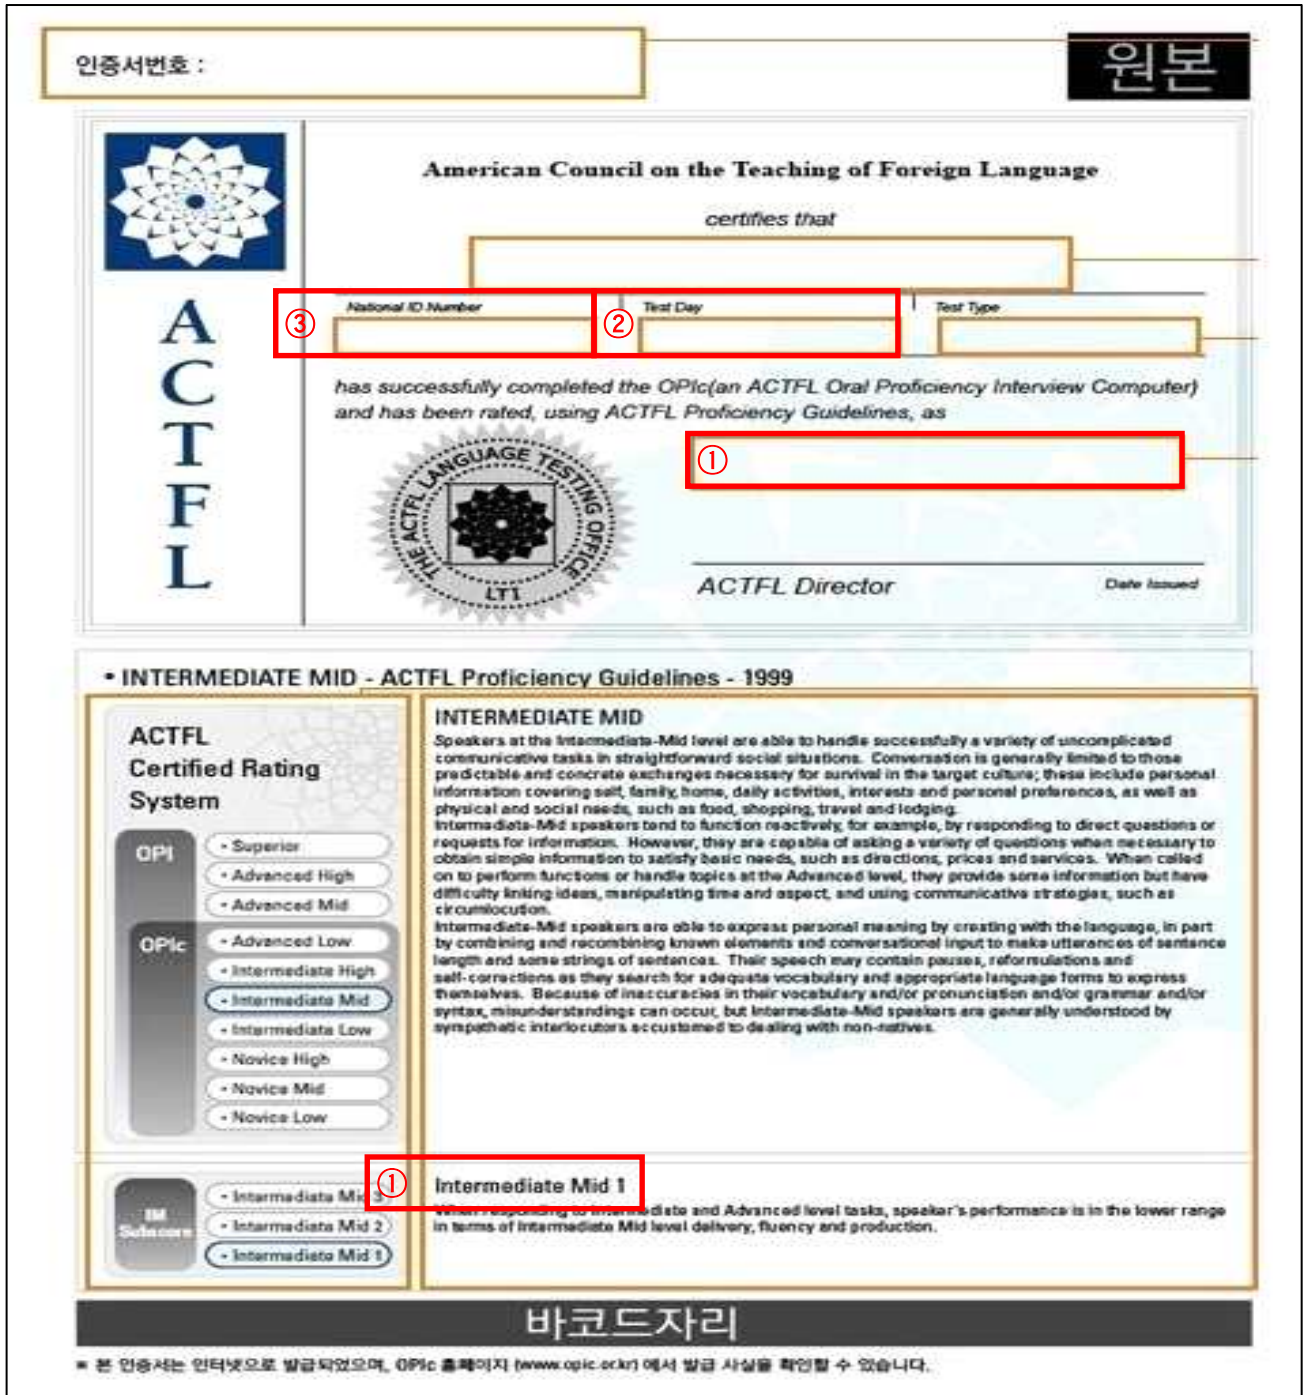 인증서번호 :
원본
American Council on the Teaching of Foreign Language
certifies that
③ National ID Number
② Test Day
Test Type
ACTFL
has successfully completed the OPIc(an ACTFL Oral Proficiency Interview Computer)
and has been rated, using ACTFL Proficiency Guidelines, as
①
THE ACTFL LANGUAGE TESTING OFFICE
LTI
ACTFL Director
Date Issued
• INTERMEDIATE MID - ACTFL Proficiency Guidelines - 1999
ACTFL
Certified Rating
System
OPI
• Superior
• Advanced High
• Advanced Mid
OPIc
• Advanced Low
• Intermediate High
• Intermediate Mid
• Intermediate Low
• Novice High
• Novice Mid
• Novice Low
INTERMEDIATE MID
Speakers at the Intermediate-Mid level are able to handle successfully a variety of uncomplicated
communicative tasks in straightforward social situations. Conversation is generally limited to those
predictable and concrete exchanges necessary for survival in the target culture; these include personal
information covering self, family, home, daily activities, interests and personal preferences, as well as
physical and social needs, such as food, shopping, travel and lodging.
Intermediate-Mid speakers tend to function reactively, for example, by responding to direct questions or
requests for information. However, they are capable of asking a variety of questions when necessary to
obtain simple information to satisfy basic needs, such as directions, prices and services. When called
on to perform functions or handle topics at the Advanced level, they provide some information but have
difficulty linking ideas, manipulating time and aspect, and using communicative strategies, such as
circumlocution.
Intermediate-Mid speakers are able to express personal meaning by creating with the language, in part
by combining and recombining known elements and conversational input to make utterances of sentence
length and some strings of sentences. Their speech may contain pauses, reformulations and
self-corrections as they search for adequate vocabulary and appropriate language forms to express
themselves. Because of inaccuracies in their vocabulary and/or pronunciation and/or grammar and/or
syntax, misunderstandings can occur, but Intermediate-Mid speakers are generally understood by
sympathetic interlocutors accustomed to dealing with non-natives.
IM
Subscore
• Intermediate Mid 3
• Intermediate Mid 2
• Intermediate Mid 1
① Intermediate Mid 1
When responding to Intermediate and Advanced level tasks, speaker's performance is in the lower range
in terms of Intermediate Mid level delivery, fluency and production.
바코드자리
※ 본 인증서는 인터넷으로 발급되었으며, OPIc 홈페이지 (www.opic.or.kr) 에서 발급 사실을 확인할 수 있습니다.